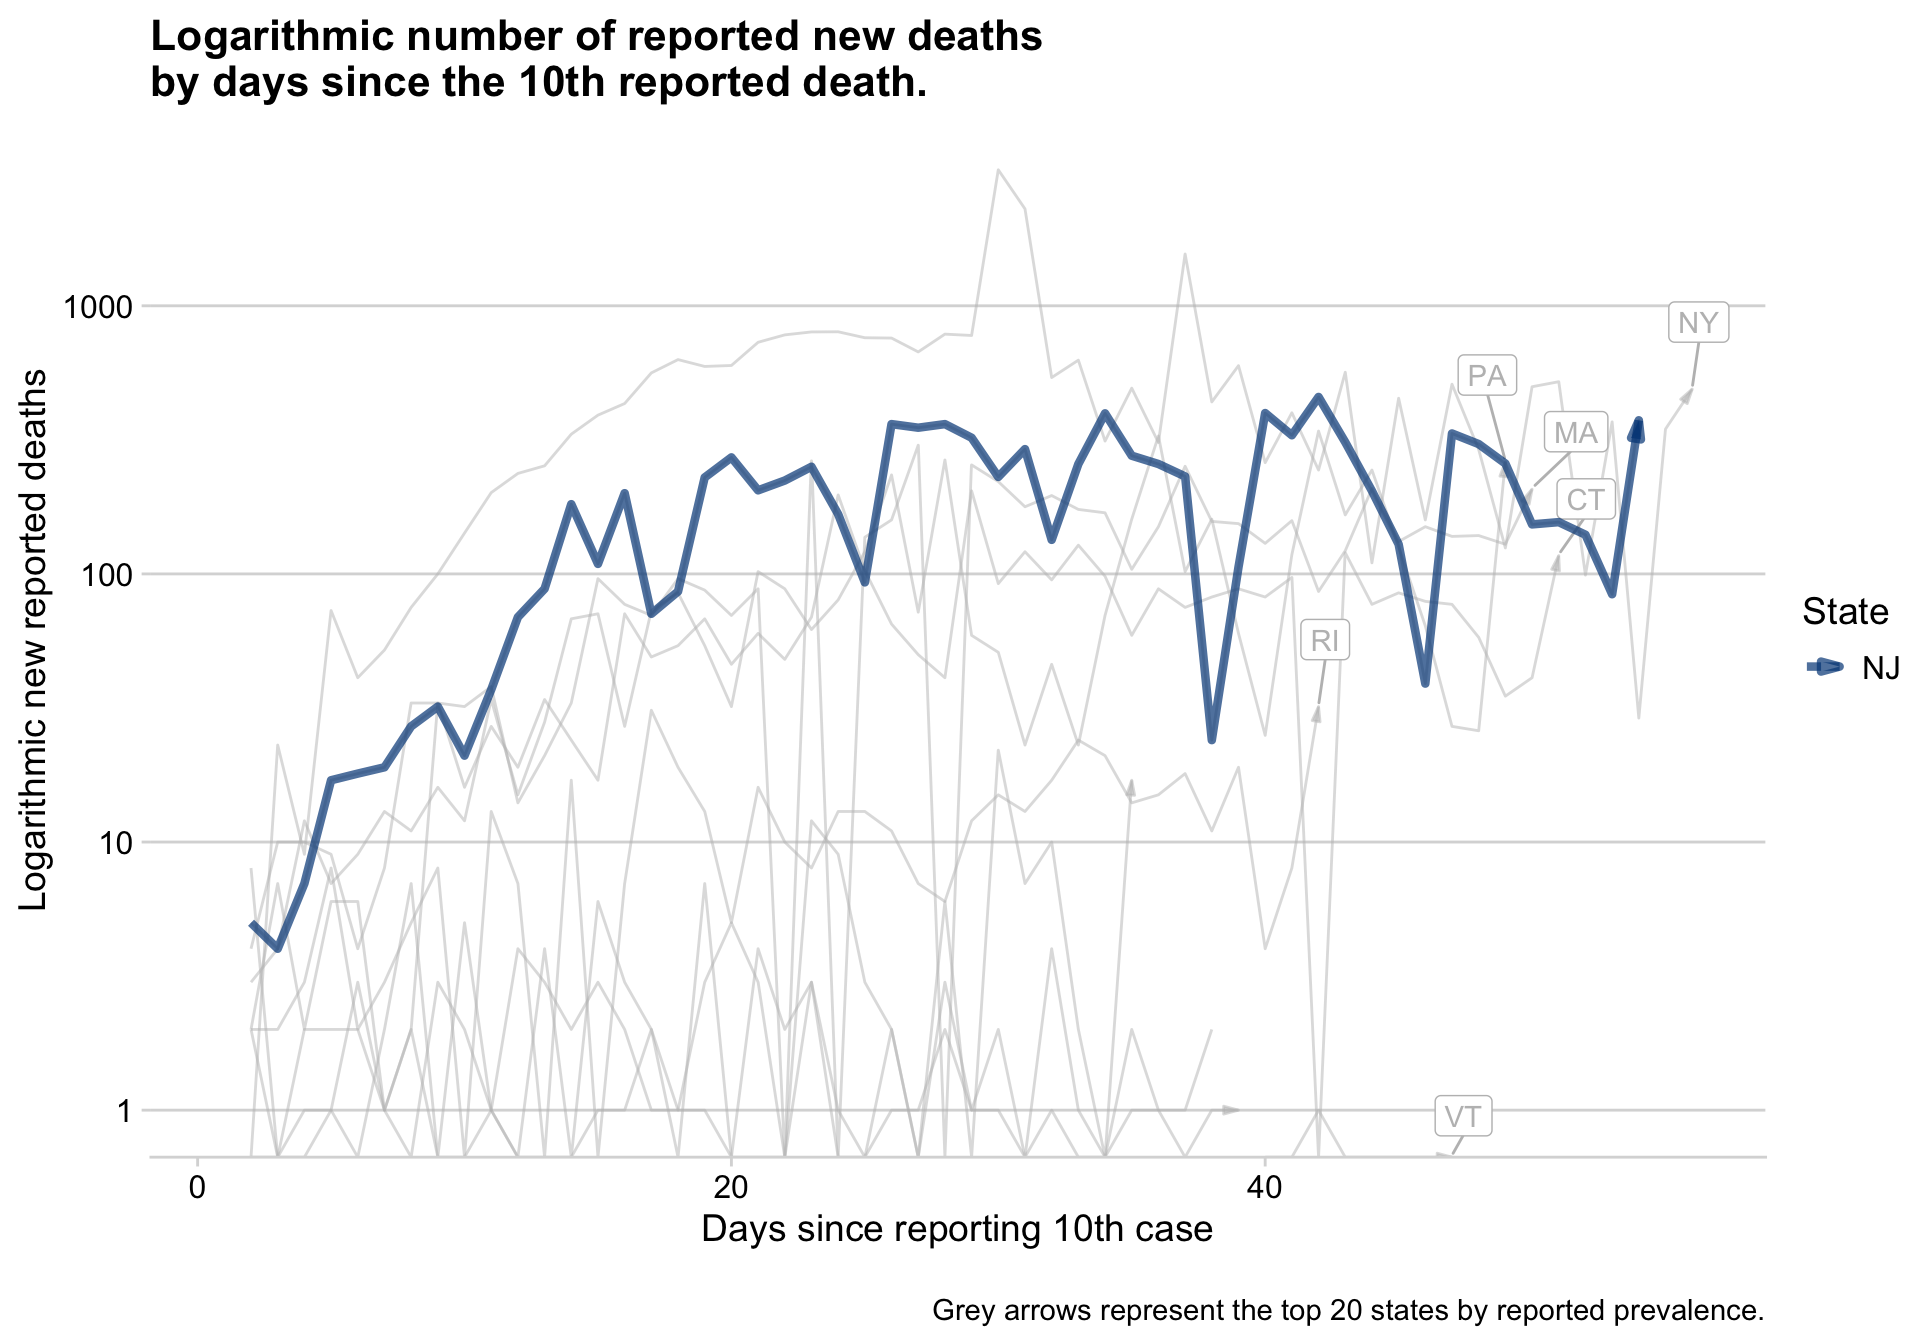 Logarithmic number of reported new deaths
by days since the 10th reported death.
Logarithmic new reported deaths
1000
100
10
1
NY
PA
MA
CT
RI
VT
State
NJ
0 20 40
Days since reporting 10th case
Grey arrows represent the top 20 states by reported prevalence.